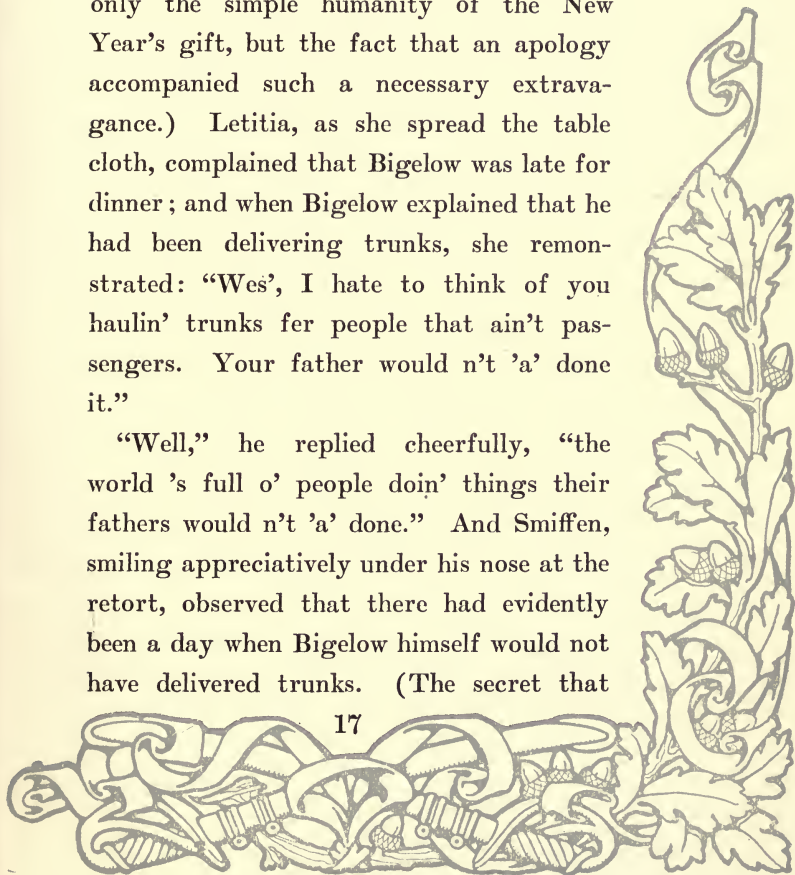 only the simple humanity of the New
Year's gift, but the fact that an apology
accompanied such a necessary extrava-
gance.) Letitia, as she spread the table
cloth, complained that Bigelow was late for
dinner; and when Bigelow explained that he
had been delivering trunks, she remon-
strated: “Wes', I hate to think of you
haulin' trunks fer people that ain't pas-
sengers. Your father would n't 'a' done
it.”
“Well,” he replied cheerfully, “the
world 's full o' people doin' things their
fathers would n't 'a' done.” And Smiffen,
smiling appreciatively under his nose at the
retort, observed that there had evidently
been a day when Bigelow himself would not
have delivered trunks. (The secret that
17